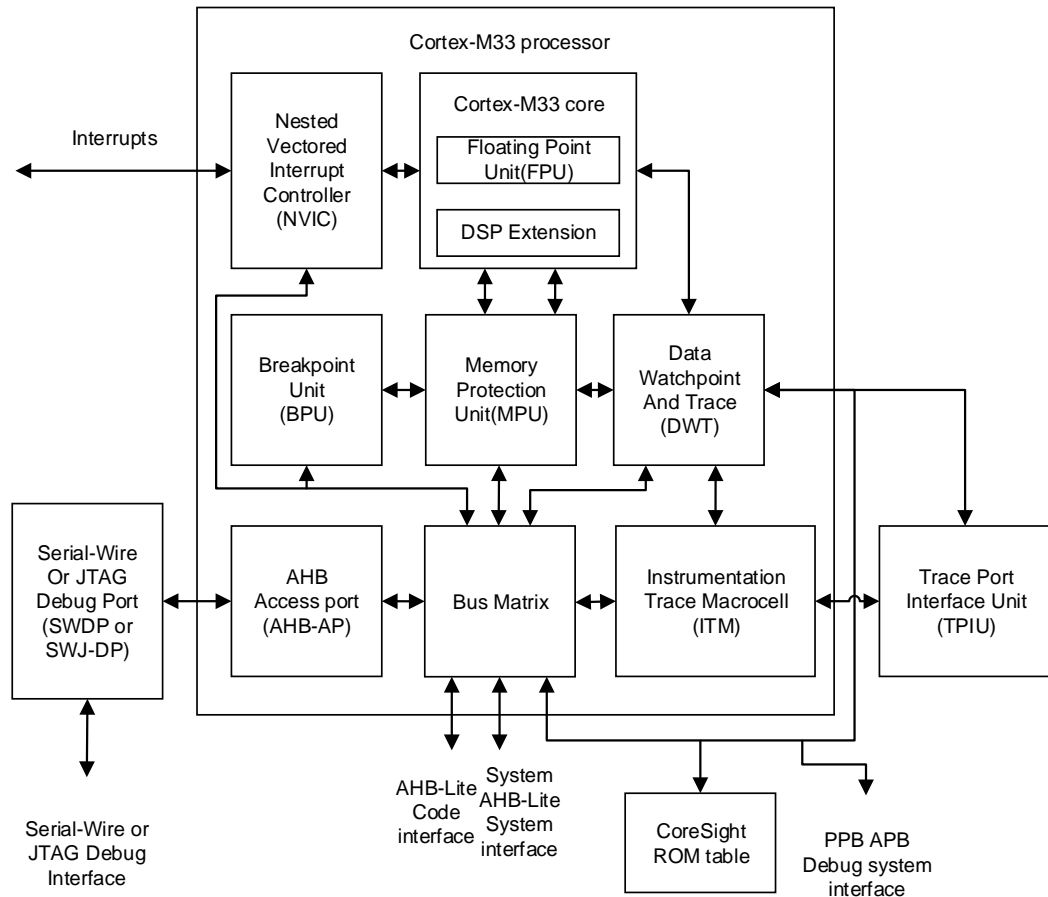 Cortex-M33 processor
Interrupts
Nested
Vectored
Interrupt
Controller
(NVIC)
Cortex-M33 core
Floating Point
Unit(FPU)
DSP Extension
Breakpoint
Unit
(BPU)
Memory
Protection
Unit(MPU)
Data
Watchpoint
And Trace
(DWT)
Serial-Wire
Or JTAG
Debug Port
(SWDP or
SWJ-DP)
AHB
Access port
(AHB-AP)
Bus Matrix
Instrumentation
Trace Macrocell
(ITM)
Trace Port
Interface Unit
(TPIU)
Serial-Wire or
JTAG Debug
Interface
AHB-Lite
Code
interface
System
AHB-Lite
System
interface
CoreSight
ROM table
PPB APB
Debug system
interface